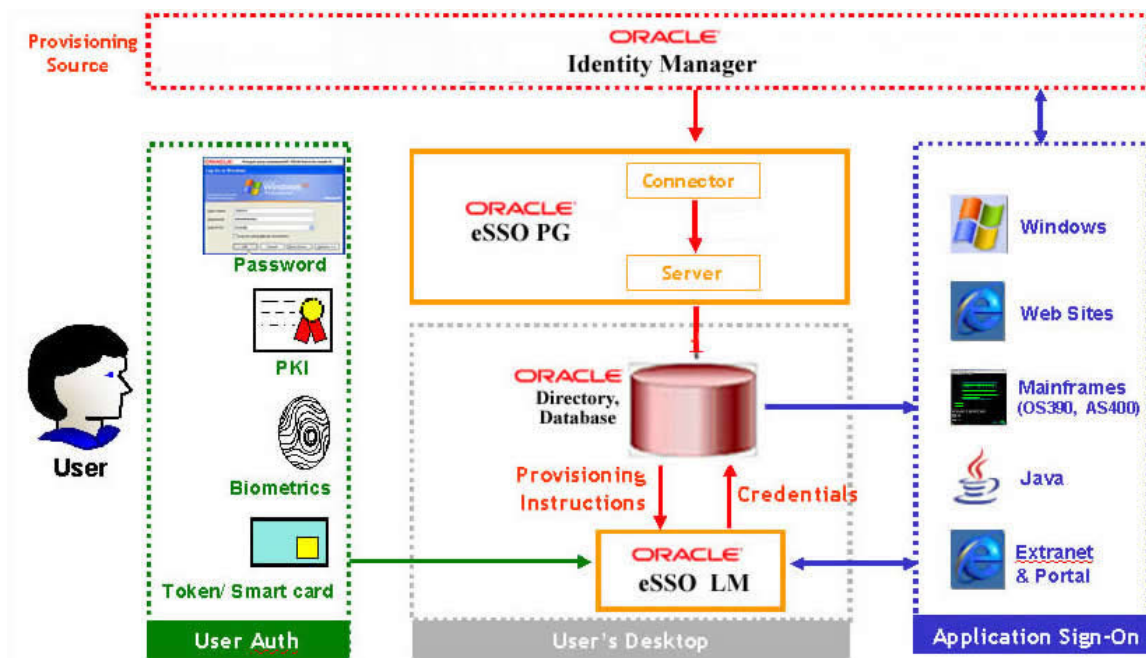 Provisioning
Source
ORACLE
Identity Manager
Password
PKI
Biometrics
Token/ Smart card
User Auth
User
Connector
ORACLE
eSSO PG
Server
ORACLE
Directory,
Database
Provisioning
Instructions
Credentials
ORACLE
eSSO LM
User's Desktop
Windows
Web Sites
Mainframes
(OS390, AS400)
Java
Extranet
& Portal
Application Sign-On